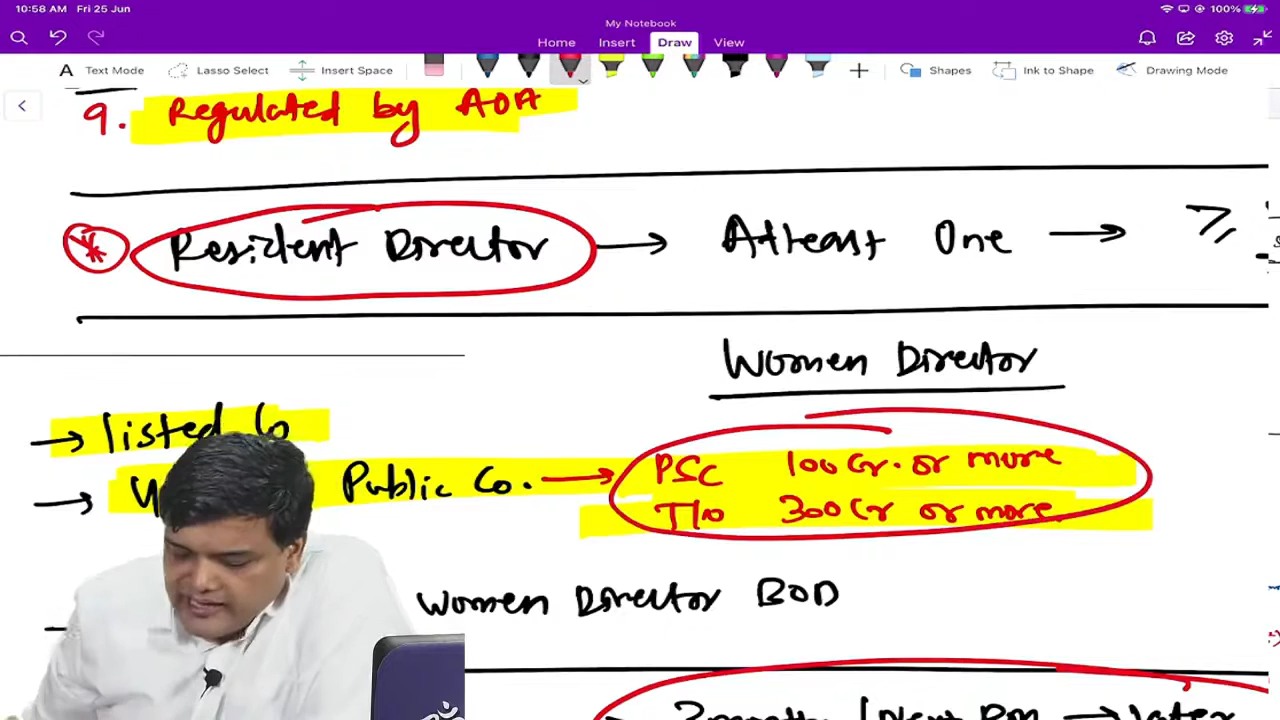 10:58 AM Fri 25 Jun
100%
My Notebook
Home Insert Draw View
Text Mode Lasso Select Insert Space Shapes Ink to Shape Drawing Mode
9. Regulated by AOA
* Resident Director → Atleast One →
Women Director
→ listed Co
→ Public Co. → PSC 100 Cr. or more
T/o 300 Cr or more
Women Director BOD
later